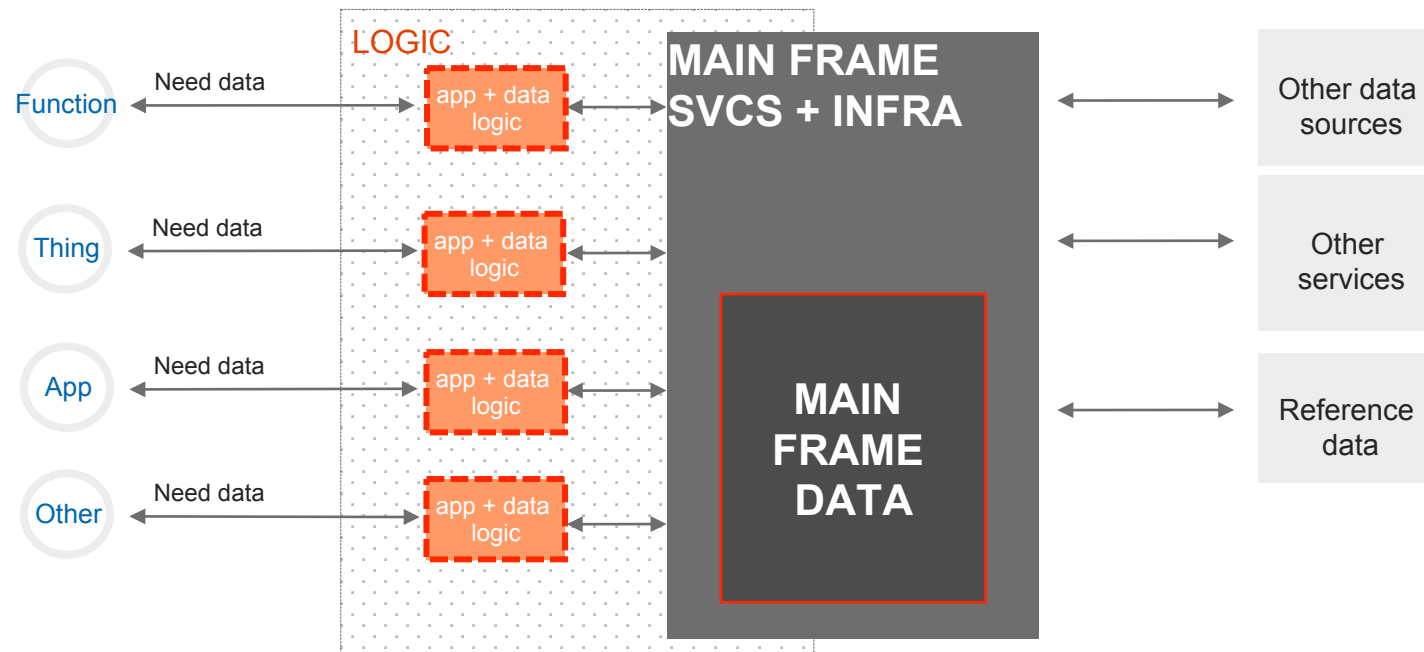 LOGIC
MAIN FRAME
SVCS + INFRA
Function
Need data
app + data
logic
Other data
sources
Thing
Need data
app + data
logic
Other
services
App
Need data
app + data
logic
MAIN
FRAME
DATA
Reference
data
Other
Need data
app + data
logic